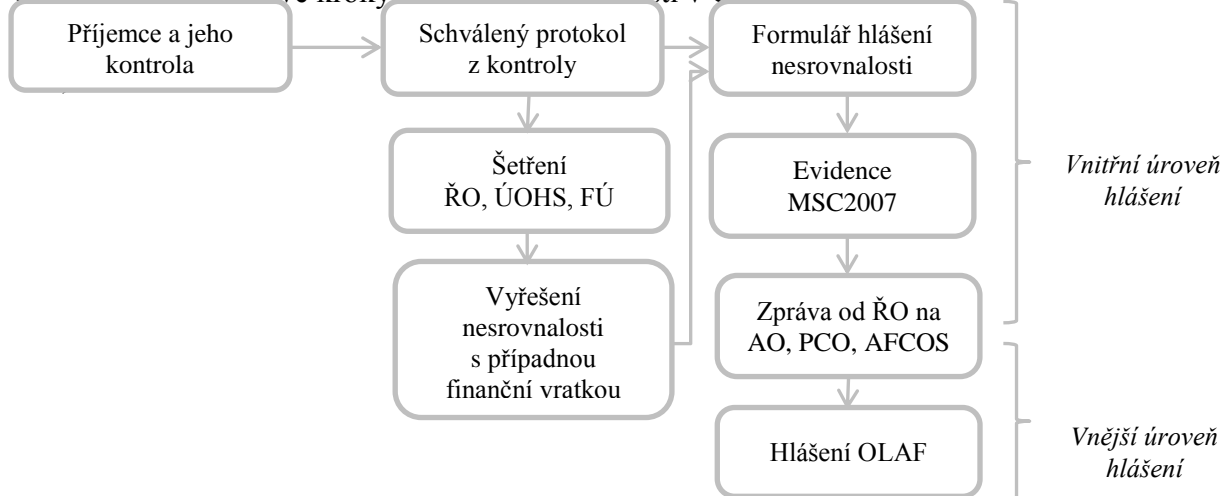 Příjemce a jeho
kontrola
Schválený protokol
z kontroly
Formulář hlášení
nesrovnalosti
Šetření
ŘO, ÚOHS, FÚ
Evidence
MSC2007
Vnitřní úroveň
hlášení
Vyřešení
nesrovnalosti
s případnou
finanční vratkou
Zpráva od ŘO na
AO, PCO, AFCOS
Hlášení OLAF
Vnější úroveň
hlášení